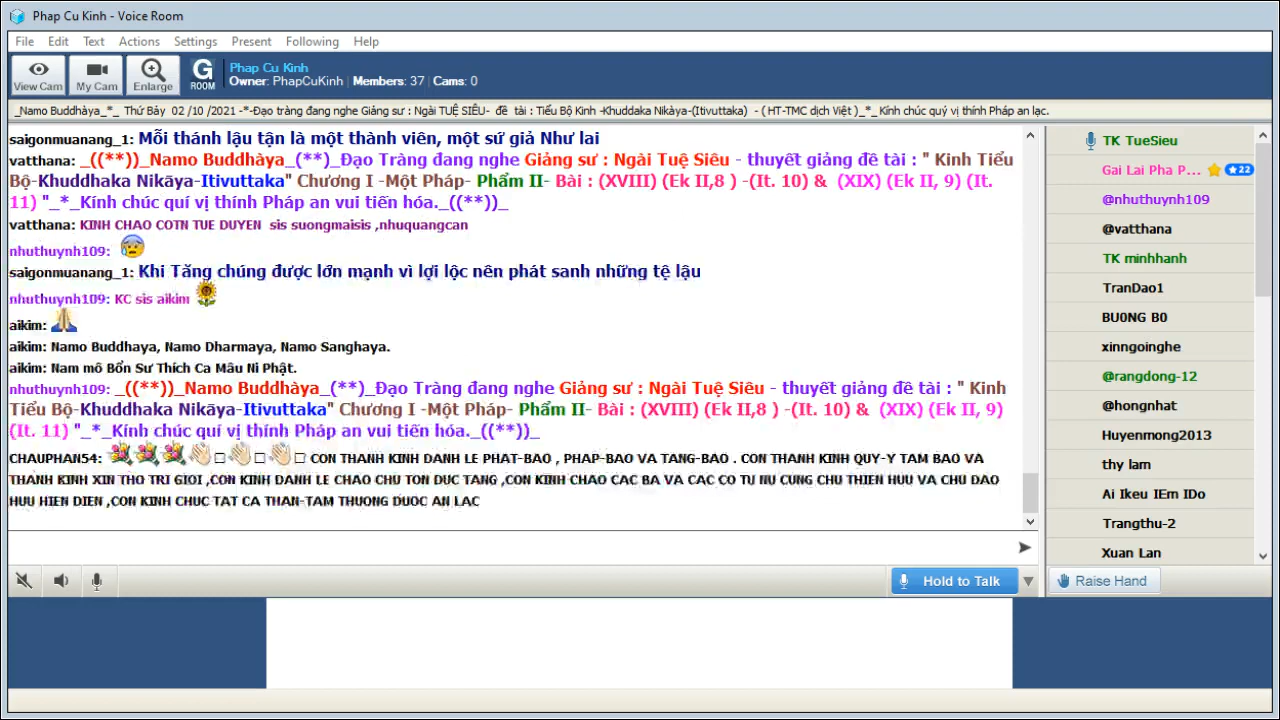 Phap Cu Kinh - Voice Room
File Edit Text Actions Settings Present Following Help
View Cam My Cam Enlarge G ROOM
Phap Cu Kinh
Owner: PhapCuKinh Members: 37 Cams: 0
_Namo Buddhàya_*_ Thứ Bảy 02 /10 /2021 -*-Đạo tràng đang nghe Giảng sư : Ngài TUỆ SIÊU- đề tài : Tiểu Bộ Kinh -Khuddaka Nikàya-(Itivuttaka) - ( HT-TMC dịch Việt )_*_ Kính chúc quý vị thính Pháp an lạc.
saigonmuanang_1: Mỗi thánh lậu tận là một thành viên, một sứ giả Như lai
vatthana: _((**))_Namo Buddhàya_(**)_Đạo Tràng đang nghe Giảng sư : Ngài Tuệ Siêu - thuyết giảng đề tài : " Kinh Tiểu
Bộ-Khuddhaka Nikāya-Itivuttaka" Chương I -Một Pháp- Phẩm II- Bài : (XVIII) (Ek II,8 ) -(It. 10) & (XIX) (Ek II, 9) (It.
11) "_*_Kính chúc quí vị thính Pháp an vui tiến hóa._((**))_
vatthana: KINH CHAO COTN TUE DUYEN sis suongmaisis ,nhuquangcan
nhuthuynh109:
saigonmuanang_1: Khi Tăng chúng được lớn mạnh vì lợi lộc nên phát sanh những tệ lậu
nhuthuynh109: KC sis aikim
aikim:
aikim: Namo Buddhaya, Namo Dharmaya, Namo Sanghaya.
aikim: Nam mô Bổn Sư Thích Ca Mâu Ni Phật.
nhuthuynh109: _((**))_Namo Buddhàya_(**)_Đạo Tràng đang nghe Giảng sư : Ngài Tuệ Siêu - thuyết giảng đề tài : " Kinh
Tiểu Bộ-Khuddhaka Nikāya-Itivuttaka" Chương I -Một Pháp- Phẩm II- Bài : (XVIII) (Ek II,8 ) -(It. 10) & (XIX) (Ek II, 9)
(It. 11) "_*_Kính chúc quí vị thính Pháp an vui tiến hóa._((**))_
CHAUPHAN54: CON THANH KINH DANH LE PHAT-BAO , PHAP-BAO VA TANG-BAO . CON THANH KINH QUY-Y TAM BAO VA
THANH KINH XIN THO TRI GIOI ,CON KINH DANH LE CHAO CHU TON DUC TANG ,CON KINH CHAO CAC BA VA CAC CO TU NU CUNG CHU THIEN HUU VA CHU DAO
HUU HIEN DIEN ,CON KINH CHUC TAT CA THAN-TAM THUONG DUOC AN LAC
TK TueSieu
Gai Lai Pha P... 22
@nhuthuynh109
@vatthana
TK minhhanh
TranDao1
BU0NG B0
xinngoinghe
@rangdong-12
@hongnhat
Huyenmong2013
thy lam
Ai Ikeu IEm IDo
Trangthu-2
Xuan Lan
Hold to Talk
Raise Hand